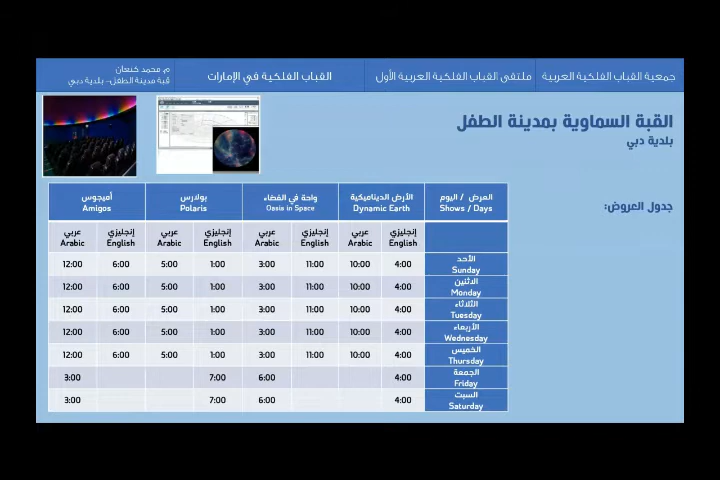 جمعية القباب الفلكية العربية
ملتقى القباب الفلكية العربية الأول
القباب الفلكية في الإمارات
م. محمد كنعان
قبة مدينة الطفل- بلدية دبي
القبة السماوية بمدينة الطفل
بلدية دبي
جدول العروض:
العرض / اليوم الأرض الديناميكية واحة في الفضاء بولارس أميجوس
Shows / Days Dynamic Earth Oasis in Space Polaris Amigos
إنجليزي عربي إنجليزي عربي إنجليزي عربي إنجليزي عربي
English Arabic English Arabic English Arabic English Arabic
الأحد
Sunday 4:00 10:00 11:00 3:00 1:00 5:00 6:00 12:00
الاثنين
Monday 4:00 10:00 11:00 3:00 1:00 5:00 6:00 12:00
الثلاثاء
Tuesday 4:00 10:00 11:00 3:00 1:00 5:00 6:00 12:00
الأربعاء
Wednesday 4:00 10:00 11:00 3:00 1:00 5:00 6:00 12:00
الخميس
Thursday 4:00 10:00 11:00 3:00 1:00 5:00 6:00 12:00
الجمعة
Friday 4:00 6:00 7:00 3:00
السبت
Saturday 4:00 6:00 7:00 3:00